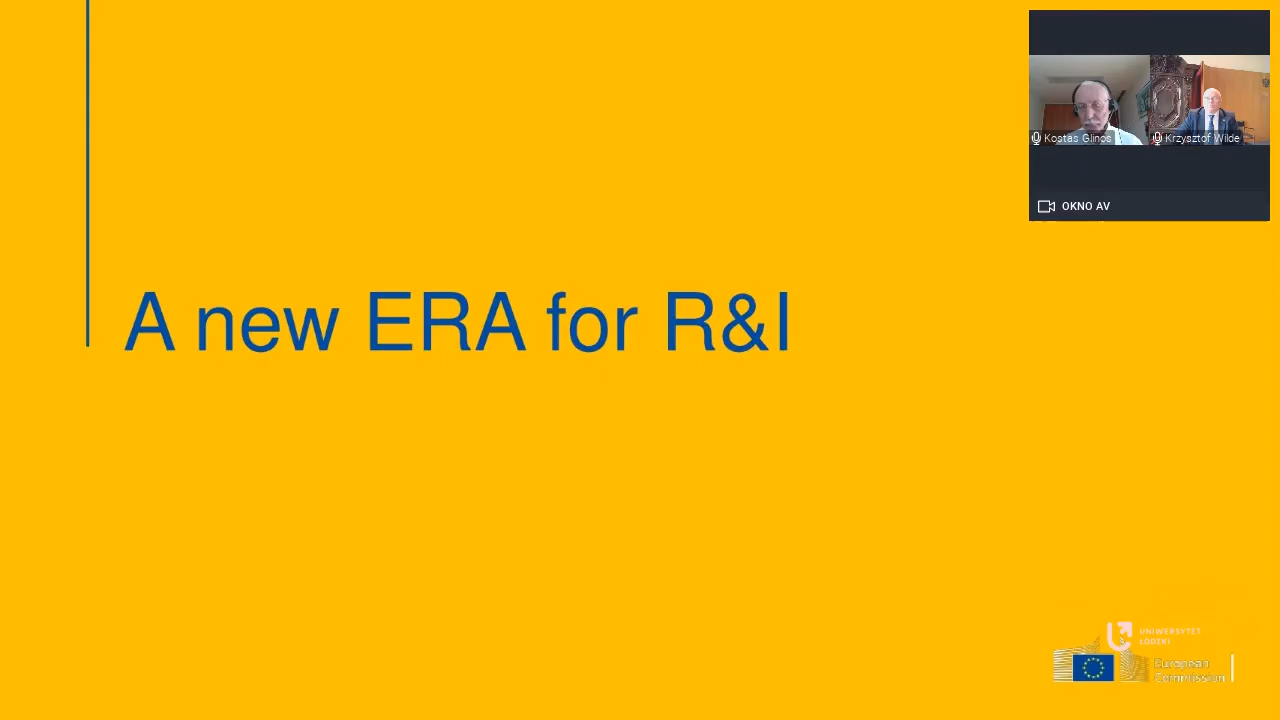 Kostas Glinos
Krzysztof Wilde
OKNO AV
A new ERA for R&I
UNIWERSYTET
ŁÓDZKI
European
Commission